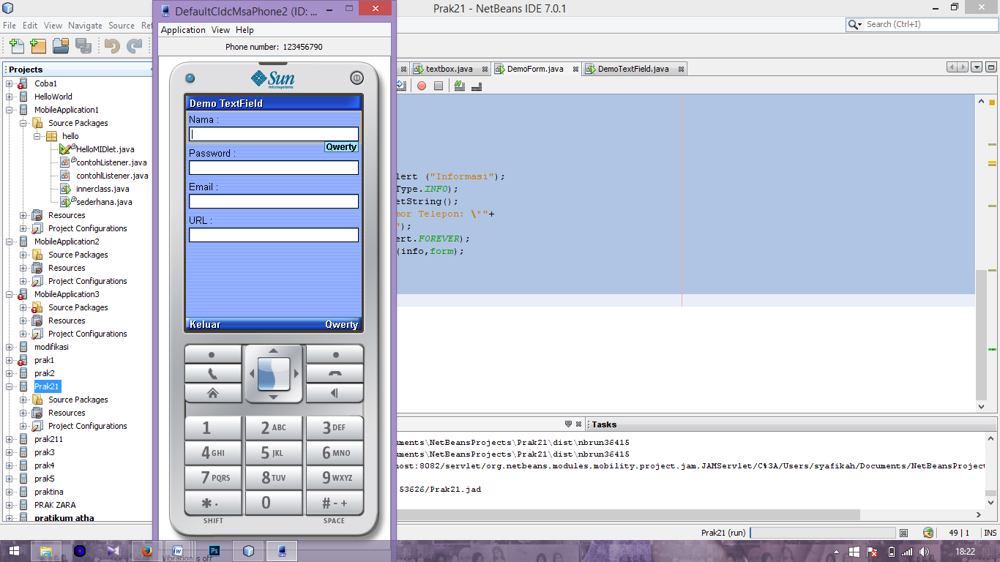 DefaultCldcMsaPhone2 (ID: ...
Prak21 - NetBeans IDE 7.0.1
File Edit View Navigate Source Ref
Search (Ctrl+I)
Application View Help
Phone number: 123456790
Projects
Coba1
HelloWorld
MobileApplication1
Source Packages
hello
HelloMIDlet.java
contohListener.java
contohlListener.java
innerclass.java
sederhana.java
Resources
Project Configurations
MobileApplication2
Source Packages
Resources
Project Configurations
MobileApplication3
Source Packages
Resources
Project Configurations
modifikasi
prak1
prak2
Prak21
Source Packages
Resources
Project Configurations
prak211
prak3
prak4
prak5
praktina
PRAK ZARA
pratikum atha
Sun
microsystems
Demo TextField
Nama :
Qwerty
Password :
Email :
URL :
Keluar Qwerty
1 2 ABC 3 DEF
4 GHI 5 JKL 6 MNO
7 PQRS 8 TUV 9 WXYZ
* . 0 # - +
SHIFT SPACE
textbox.java DemoForm.java DemoTextField.java
lert ("Informasi");
Type.INFO);
etString();
mor Telepon: \""+
");
ert.FOREVER);
(info,form);
Tasks
uments\NetBeansProjects\Prak21\dist\nbrun36415
uments\NetBeansProjects\Prak21\dist\nbrun36415
host:8082/servlet/org.netbeans.modules.mobility.project.jam.JAMServlet/C%3A/Users/syafikah/Documents/NetBeansProject
53626/Prak21.jad
Prak21 (run) 49 | 1 INS
Vibration is off
Ps
18:22